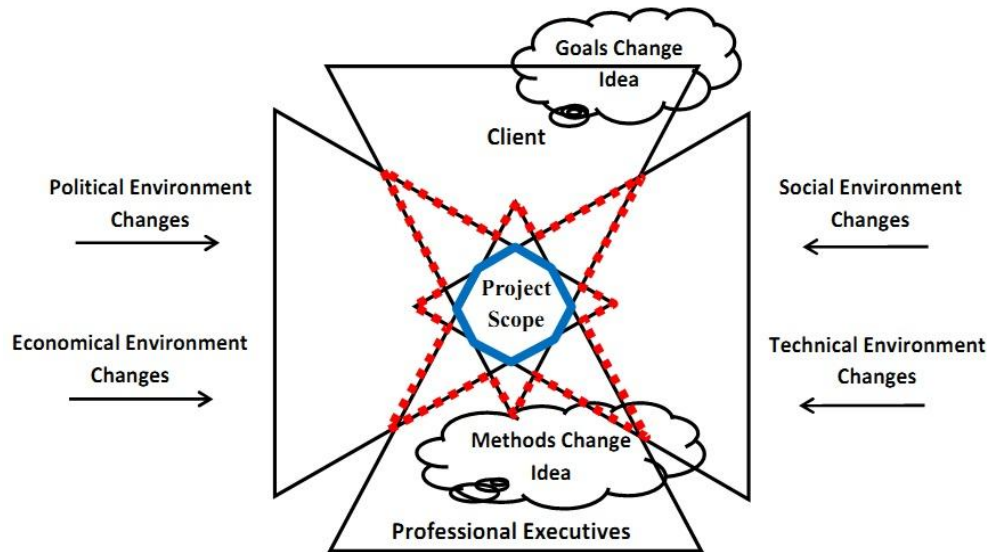 Goals Change
Idea
Client
Political Environment
Changes
Social Environment
Changes
Project
Scope
Economical Environment
Changes
Technical Environment
Changes
Methods Change
Idea
Professional Executives